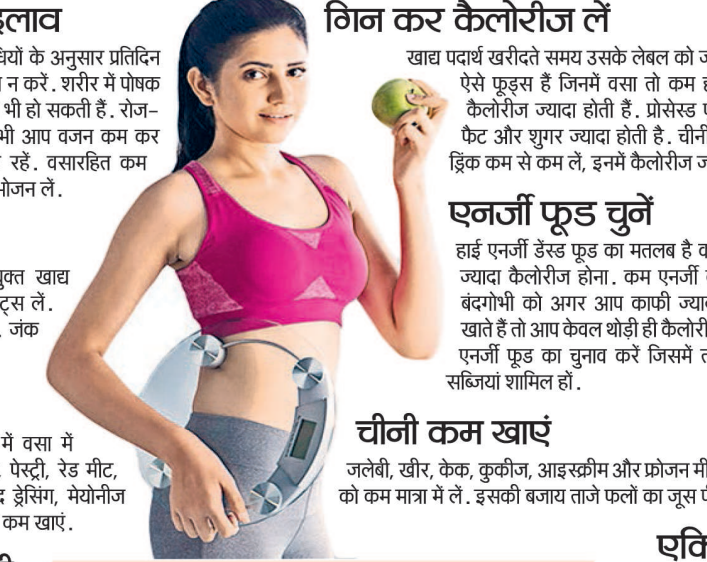 लाव
धियों के अनुसार प्रतिदिन
न करें. शरीर में पोषक
भी हो सकती हैं. रोज-
भी आप वजन कम कर
रहें. वसारहित कम
भोजन लें.
युक्त खाद्य
ट्स लें.
जंक
में वसा में
पेस्ट्री, रेड मीट,
ड्रेसिंग, मेयोनीज
कम खाएं.
गिन कर कैलोरीज लें
खाद्य पदार्थ खरीदते समय उसके लेबल को
ऐसे फूड्स हैं जिनमें वसा तो कम
कैलोरीज ज्यादा होती हैं. प्रोसेस्ड
फैट और शुगर ज्यादा होती है. चीनी
ड्रिंक कम से कम लें, इनमें कैलोरीज
एनर्जी फूड चुनें
हाई एनर्जी डेंस्ड फूड का मतलब है
ज्यादा कैलोरीज होना. कम एनर्जी
बंदगोभी को अगर आप काफी
खाते हैं तो आप केवल थोड़ी ही
एनर्जी फूड का चुनाव करें जिसमें
सब्जियां शामिल हों.
चीनी कम खाएं
जलेबी, खीर, केक, कुकीज, आइस्क्रीम और फ्रोजन
को कम मात्रा में लें. इसकी बजाय ताजे फलों का जूस